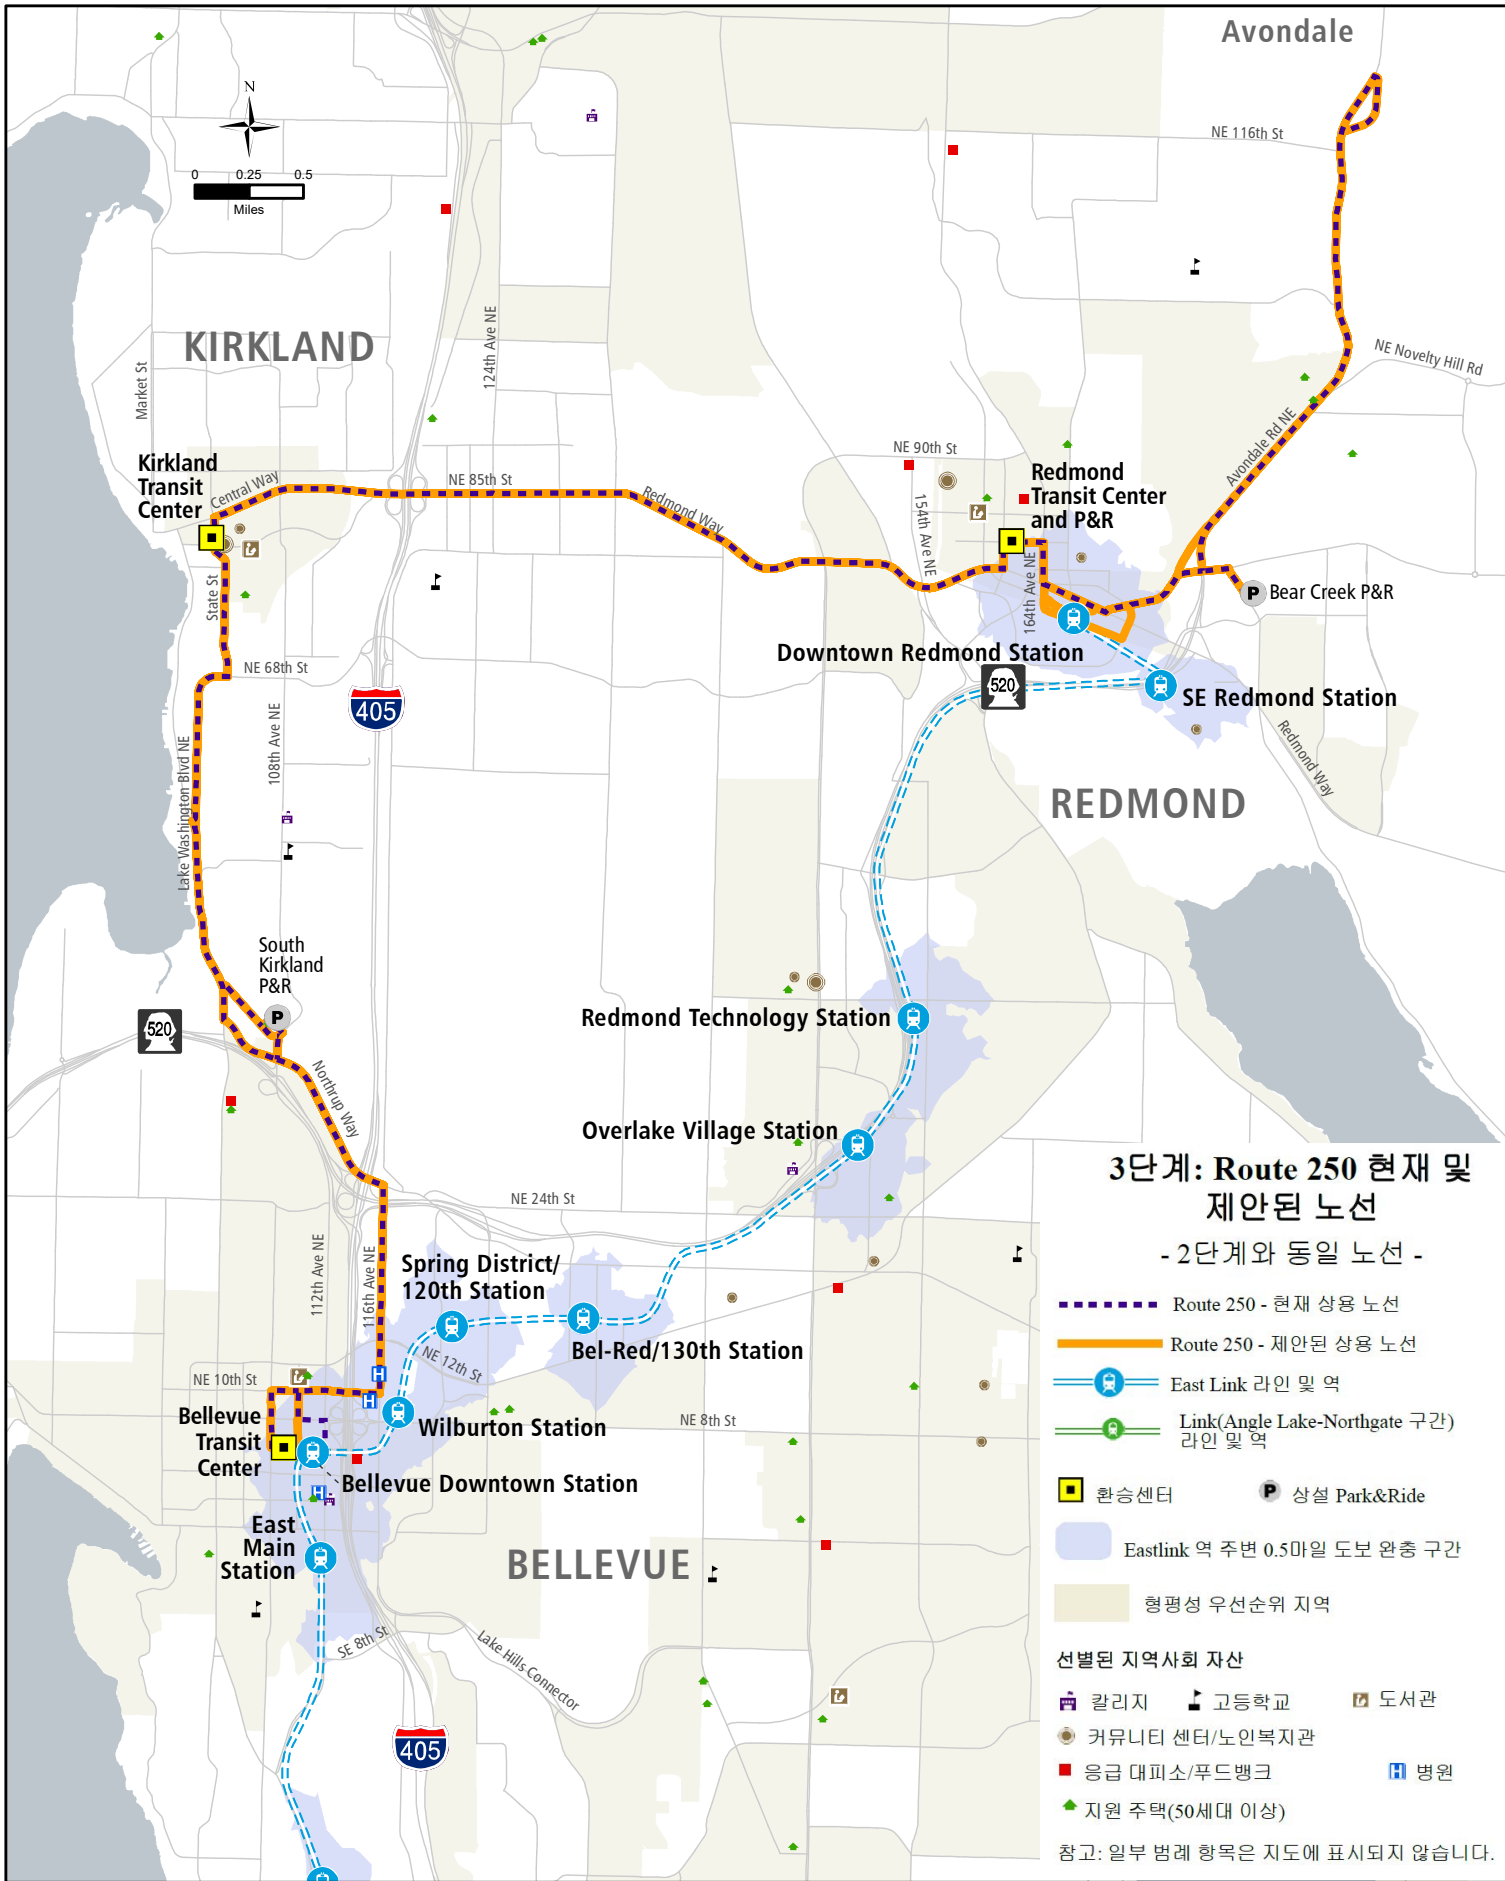 Avondale
NE 116th St
N
0 0.25 0.5
Miles
124th Ave NE
KIRKLAND
Market St
NE Novelty Hill Rd
Avondale Rd NE
Kirkland
Transit
Center
Central Way
NE 85th St
Redmond Way
NE 90th St
154th Ave NE
Redmond
Transit Center
and P&R
164th Ave NE
P
Bear Creek P&R
State St
NE 68th St
Downtown Redmond Station
520
SE Redmond Station
405
108th Ave NE
Lake Washington Blvd NE
Redmond Way
REDMOND
South
Kirkland
P&R
P
520
Northrup Way
Redmond Technology Station
Overlake Village Station
NE 24th St
112th Ave NE
116th Ave NE
Spring District/
120th Station
Bel-Red/130th Station
NE 12th St
H
H
NE 10th St
Bellevue
Transit
Center
Wilburton Station
NE 8th St
Bellevue Downtown Station
H
East
Main
Station
BELLEVUE
SE 8th St
Lake Hills Connector
405
3단계: Route 250 현재 및
제안된 노선
- 2단계와 동일 노선 -
Route 250 - 현재 상용 노선
Route 250 - 제안된 상용 노선
East Link 라인 및 역
Link(Angle Lake-Northgate 구간)
라인 및 역
환승센터
P 상설 Park&Ride
Eastlink 역 주변 0.5마일 도보 완충 구간
형평성 우선순위 지역
선별된 지역사회 자산
칼리지 고등학교 도서관
커뮤니티 센터/노인복지관
응급 대피소/푸드뱅크 H 병원
지원 주택(50세대 이상)
참고: 일부 범례 항목은 지도에 표시되지 않습니다.